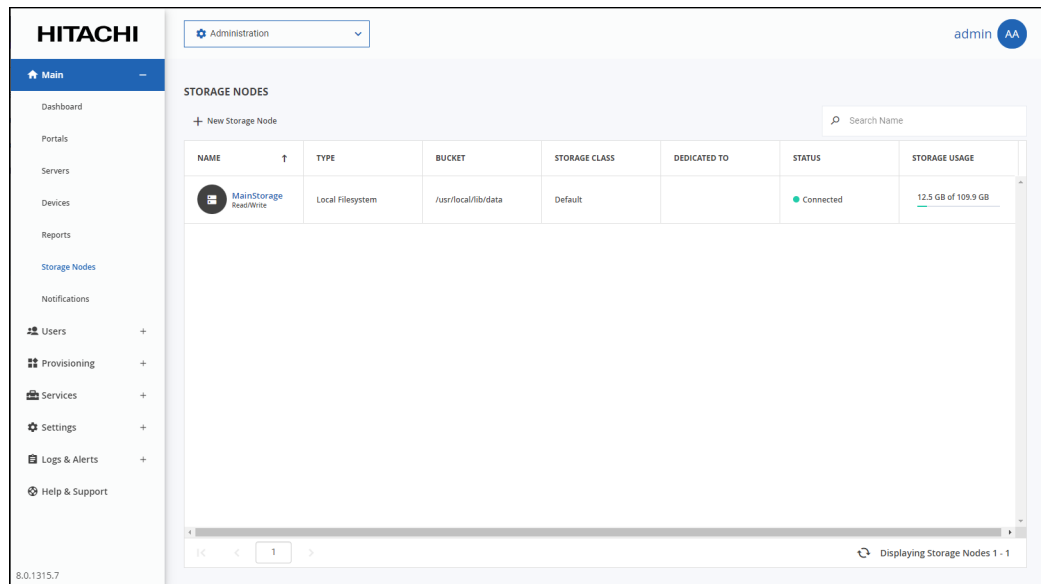 HITACHI
Administration
admin AA
Main
Dashboard
Portals
Servers
Devices
Reports
Storage Nodes
Notifications
Users
Provisioning
Services
Settings
Logs & Alerts
Help & Support
8.0.1315.7
STORAGE NODES
+ New Storage Node
Search Name
NAME ↑ TYPE BUCKET STORAGE CLASS DEDICATED TO STATUS STORAGE USAGE
MainStorage Local Filesystem /usr/local/lib/data Default Connected 12.5 GB of 109.9 GB
Read/Write
1
Displaying Storage Nodes 1 - 1